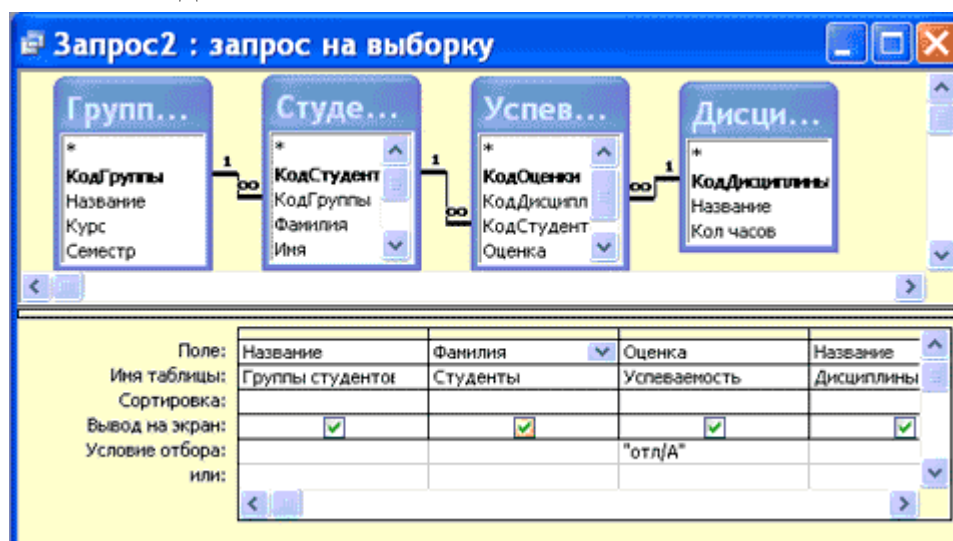 Запрос2 : запрос на выборку
Групп...
*
КодГруппы
Название
Курс
Семестр
1
∞
Студе...
*
КодСтудент
КодГруппы
Фамилия
Имя
1
∞
Успев...
*
КодОценки
КодДисципл
КодСтудент
Оценка
∞
1
Дисци...
*
КодДисциплины
Название
Кол часов
Поле: Название Фамилия Оценка Название
Имя таблицы: Группы студентов Студенты Успеваемость Дисциплины
Сортировка:
Вывод на экран:
Условие отбора: "отл/А"
или: